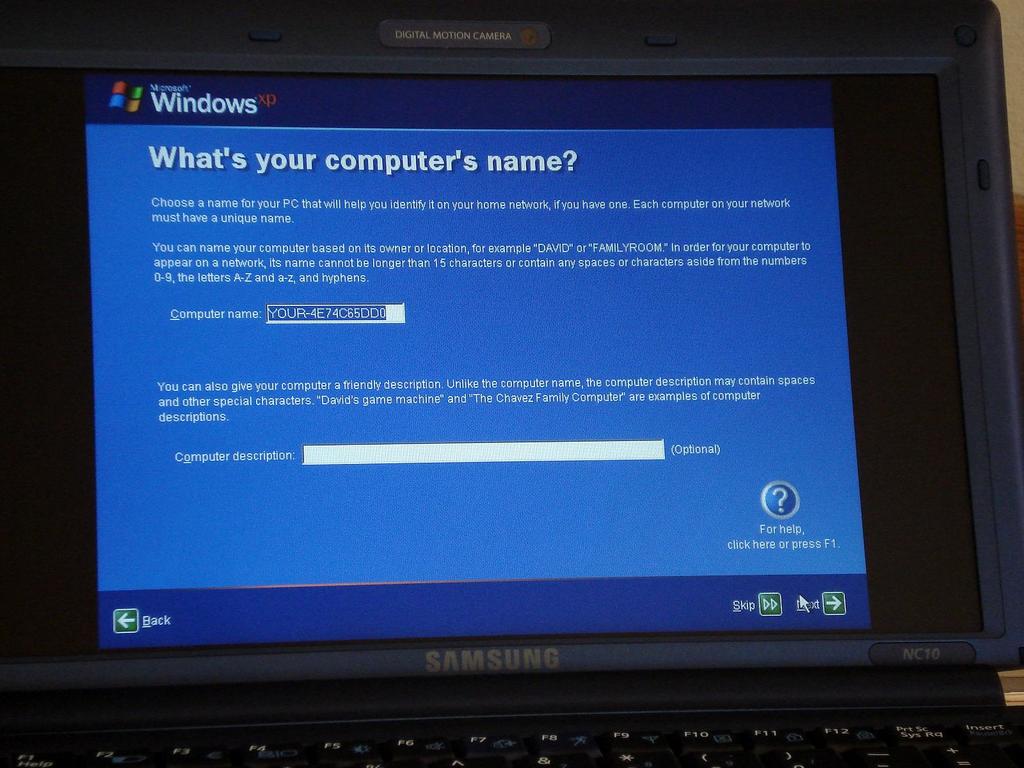 DIGITAL MOTION CAMERA
Microsoft
Windows xp
What's your computer's name?
Choose a name for your PC that will help you identify it on your home network, if you have one. Each computer on your network
must have a unique name.
You can name your computer based on its owner or location, for example "DAVID" or "FAMILYROOM." In order for your computer to
appear on a network, its name cannot be longer than 15 characters or contain any spaces or characters aside from the numbers
0-9, the letters A-Z and a-z, and hyphens.
Computer name: YOUR-4E74C65DD0
You can also give your computer a friendly description. Unlike the computer name, the computer description may contain spaces
and other special characters. "David's game machine" and "The Chavez Family Computer" are examples of computer
descriptions.
Computer description: (Optional)
?
For help,
click here or press F1.
Back Skip Next
SAMSUNG NC10
F1 F2 F3 F4 F5 F6 F7 F8 F9 F10 F11 F12 Prt Sc Insert
Help Sys Rq
% ^ & * ( ) _ +